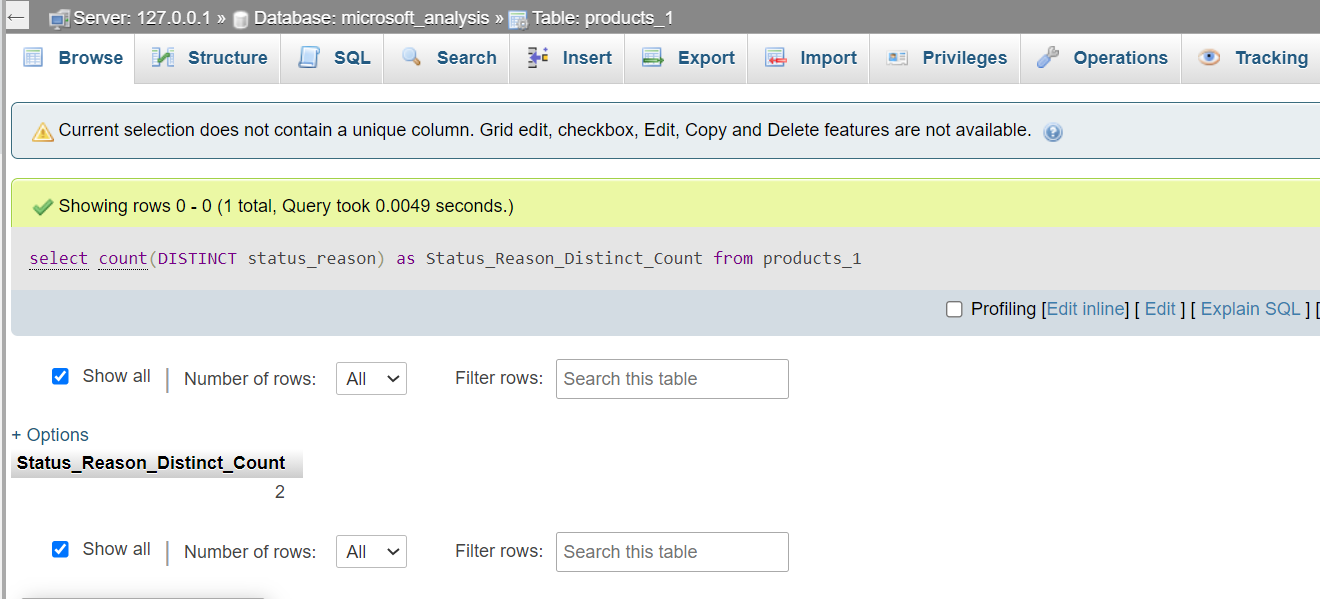 Server: 127.0.0.1 » Database: microsoft_analysis » Table: products_1
Browse Structure SQL Search Insert Export Import Privileges Operations Tracking
Current selection does not contain a unique column. Grid edit, checkbox, Edit, Copy and Delete features are not available.
Showing rows 0 - 0 (1 total, Query took 0.0049 seconds.)
select count(DISTINCT status_reason) as Status_Reason_Distinct_Count from products_1
Profiling [Edit inline] [ Edit ] [ Explain SQL ] [
Show all | Number of rows: All Filter rows: Search this table
+ Options
Status_Reason_Distinct_Count
2
Show all | Number of rows: All Filter rows: Search this table